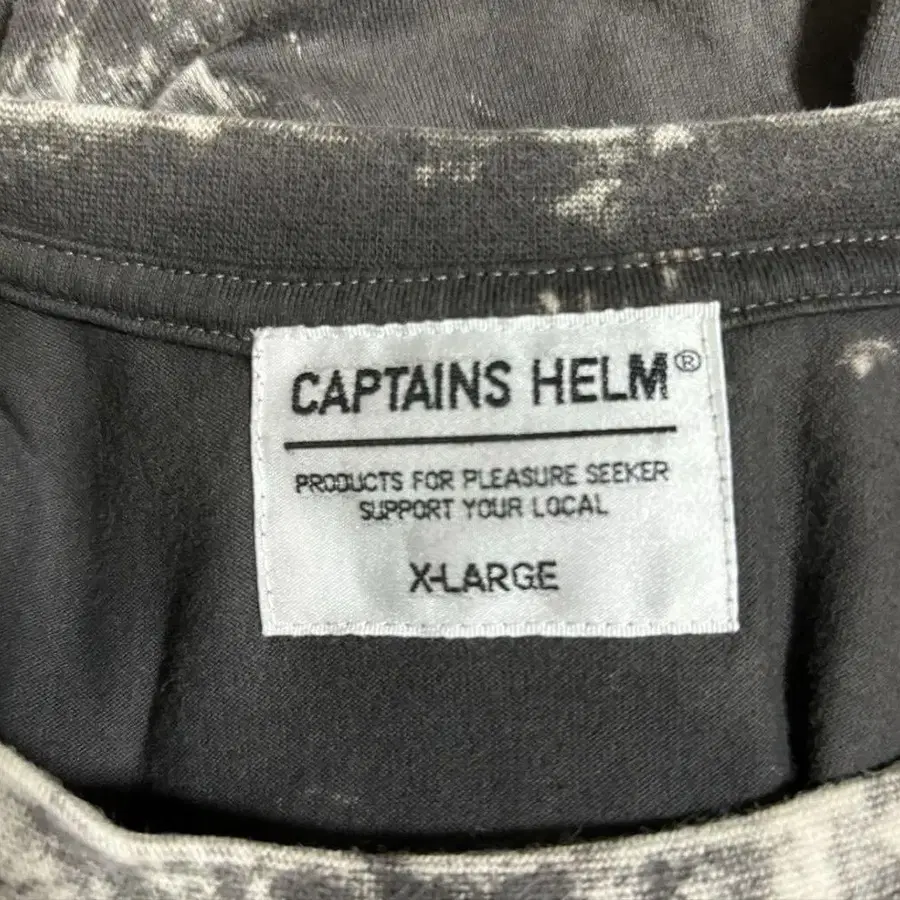 CAPTAINS HELM®
PRODUCTS FOR PLEASURE SEEKER
SUPPORT YOUR LOCAL
X-LARGE